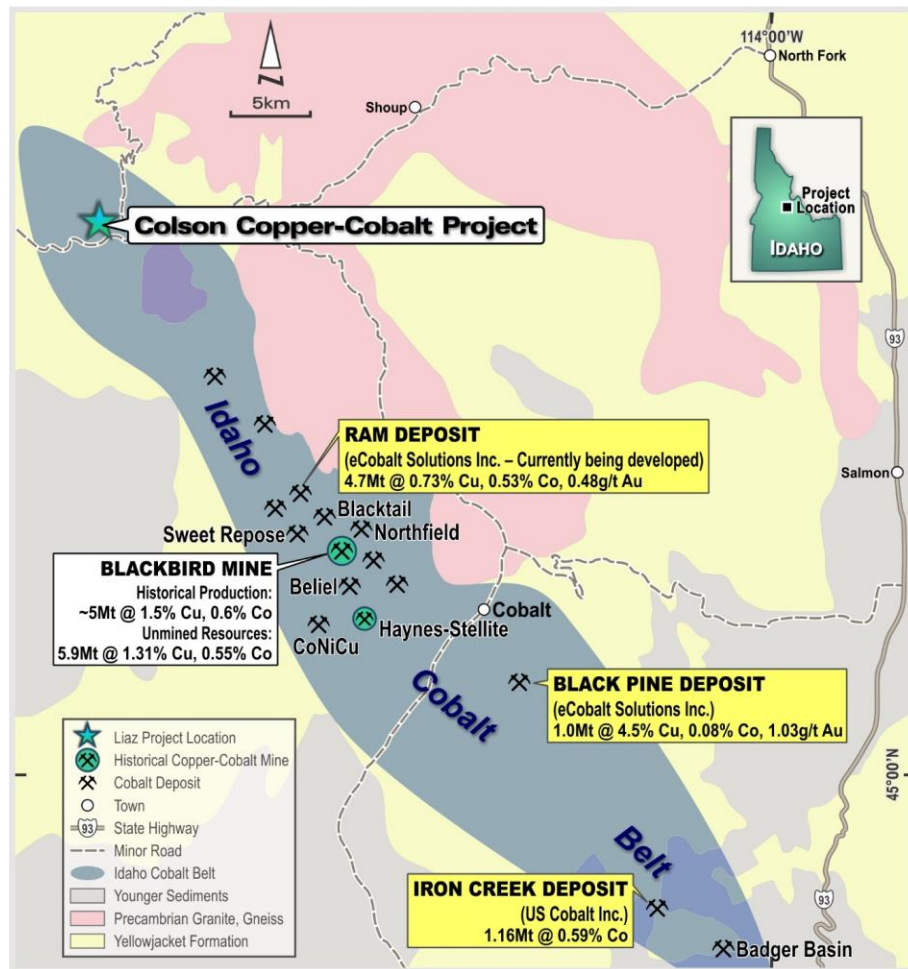 114°00'W
North Fork
N
5km
Shoup
Project
Location
IDAHO
Colson Copper-Cobalt Project
93
Idaho
RAM DEPOSIT
(eCobalt Solutions Inc. – Currently being developed)
4.7Mt @ 0.73% Cu, 0.53% Co, 0.48g/t Au
Salmon
Blacktail
Northfield
Sweet Repose
BLACKBIRD MINE
Historical Production:
~5Mt @ 1.5% Cu, 0.6% Co
Unmined Resources:
5.9Mt @ 1.31% Cu, 0.55% Co
Beliel
Haynes-Stellite
CoNiCu
Cobalt
Cobalt
BLACK PINE DEPOSIT
(eCobalt Solutions Inc.)
1.0Mt @ 4.5% Cu, 0.08% Co, 1.03g/t Au
Liaz Project Location
Historical Copper-Cobalt Mine
Cobalt Deposit
Town
93 State Highway
Minor Road
Idaho Cobalt Belt
Younger Sediments
Precambrian Granite, Gneiss
Yellowjacket Formation
45°00'N
Belt
IRON CREEK DEPOSIT
(US Cobalt Inc.)
1.16Mt @ 0.59% Co
93
Badger Basin